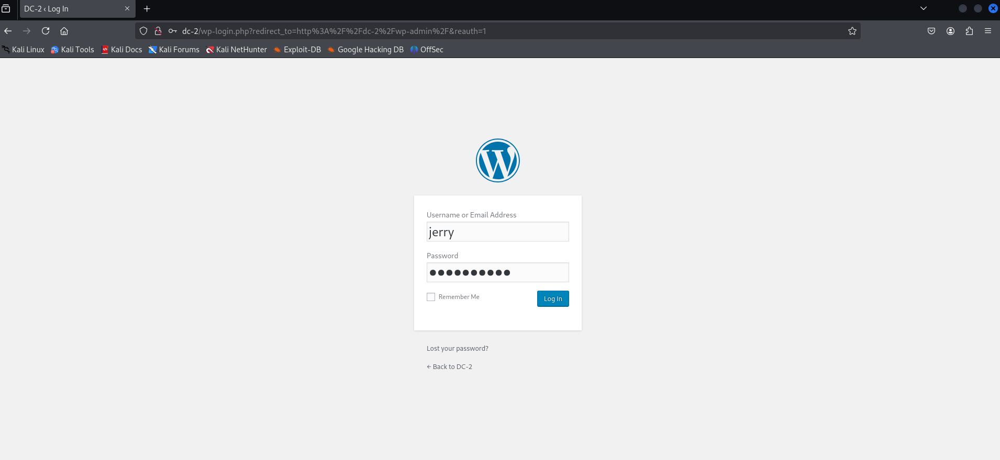 DC-2 ‹ Log In
dc-2/wp-login.php?redirect_to=http%3A%2F%2Fdc-2%2Fwp-admin%2F&reauth=1
Kali Linux Kali Tools Kali Docs Kali Forums Kali NetHunter Exploit-DB Google Hacking DB OffSec
Username or Email Address
jerry
Password
Remember Me Log In
Lost your password?
← Back to DC-2